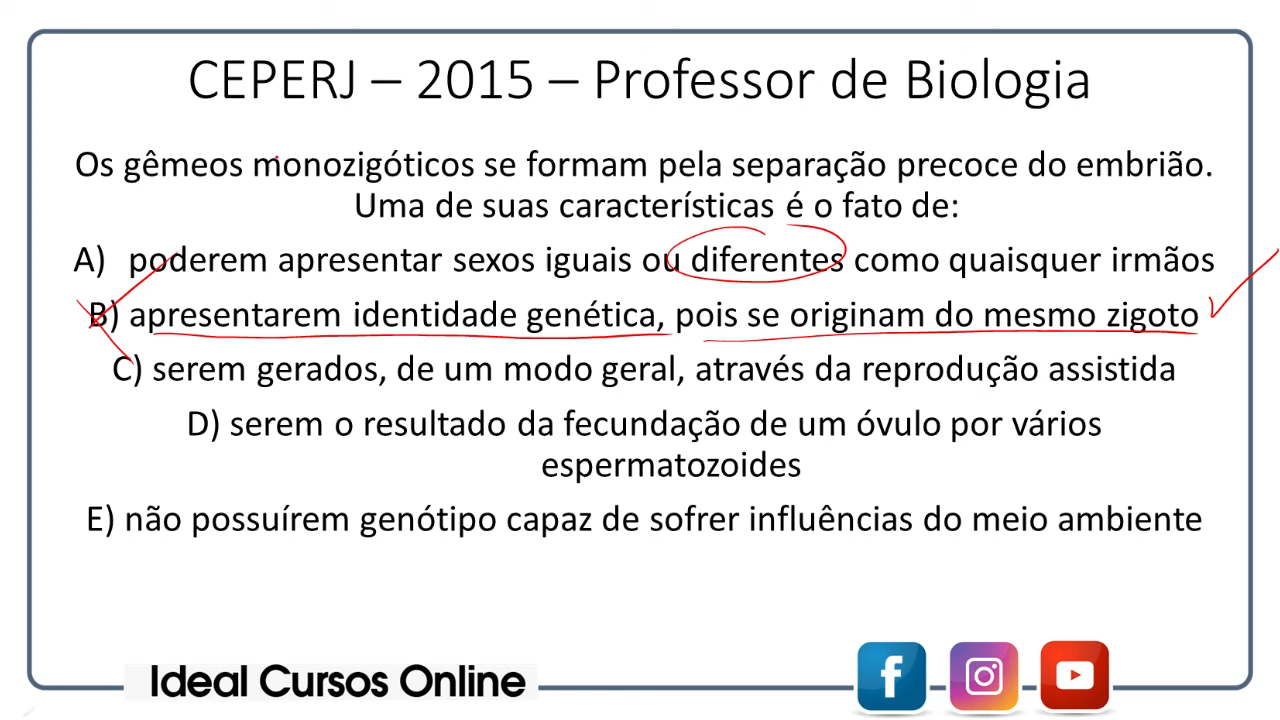 CEPERJ – 2015 – Professor de Biologia
Os gêmeos monozigóticos se formam pela separação precoce do embrião.
Uma de suas características é o fato de:
A) poderem apresentar sexos iguais ou diferentes como quaisquer irmãos
B) apresentarem identidade genética, pois se originam do mesmo zigoto
C) serem gerados, de um modo geral, através da reprodução assistida
D) serem o resultado da fecundação de um óvulo por vários
espermatozoides
E) não possuírem genótipo capaz de sofrer influências do meio ambiente
Ideal Cursos Online